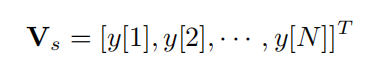 V_s = [y[1], y[2], ⋯ , y[N]]^T